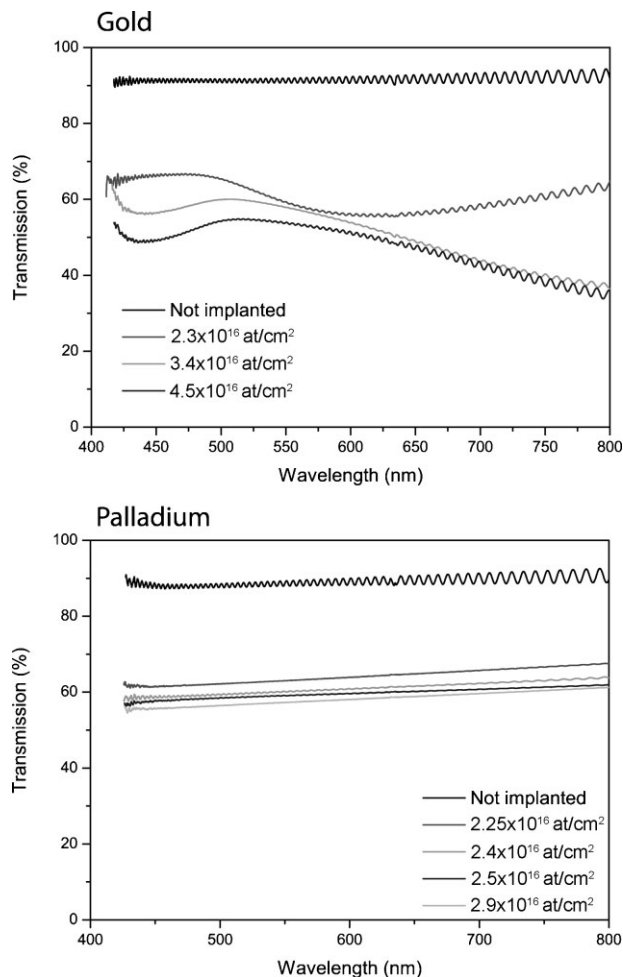 Gold
100
80
60
40
20
0
Transmission (%)
Not implanted
2.3x10¹⁶ at/cm²
3.4x10¹⁶ at/cm²
4.5x10¹⁶ at/cm²
400 450 500 550 600 650 700 750 800
Wavelength (nm)
Palladium
100
80
60
40
20
0
Transmission (%)
Not implanted
2.25x10¹⁶ at/cm²
2.4x10¹⁶ at/cm²
2.5x10¹⁶ at/cm²
2.9x10¹⁶ at/cm²
400 500 600 700 800
Wavelength (nm)